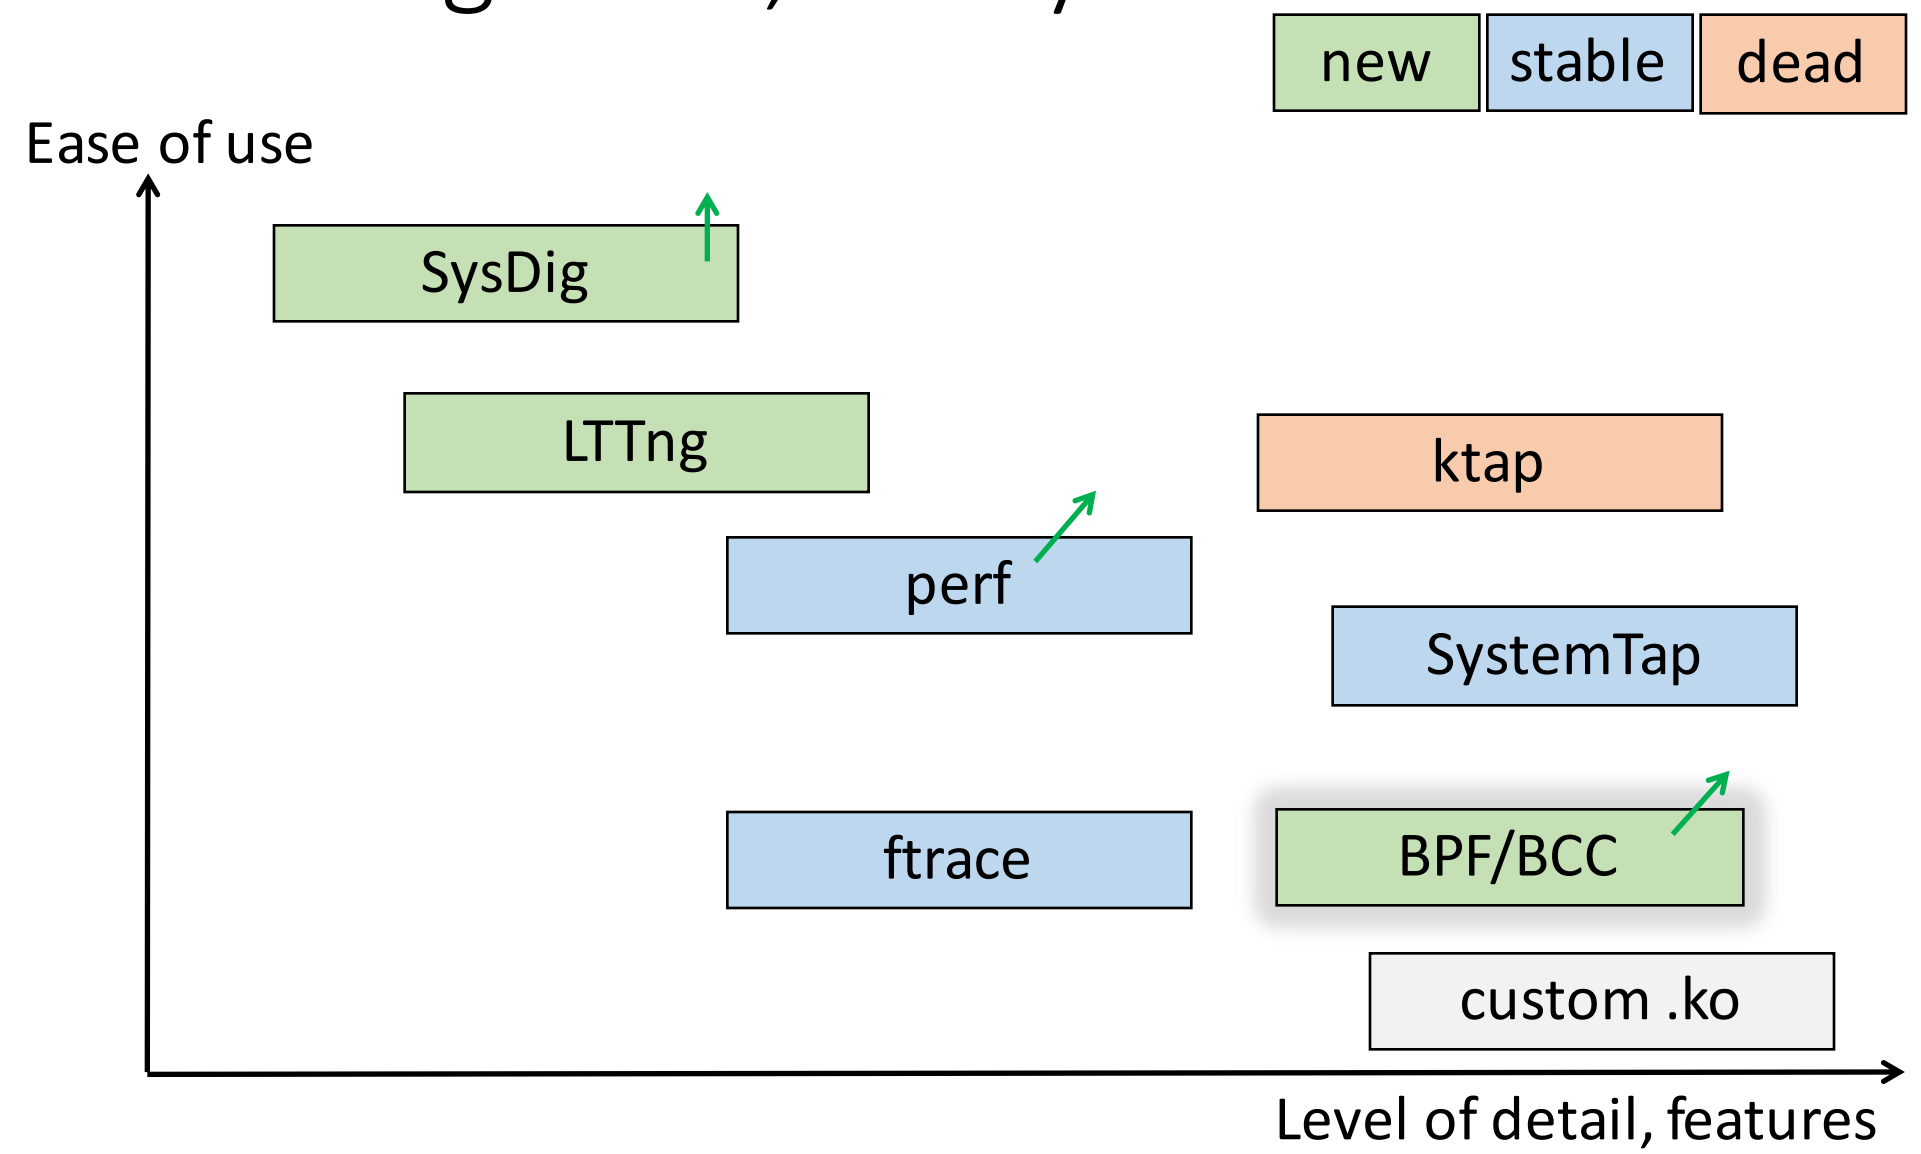 new
stable
dead
Ease of use
SysDig
LTTng
ktap
perf
SystemTap
ftrace
BPF/BCC
custom .ko
Level of detail, features